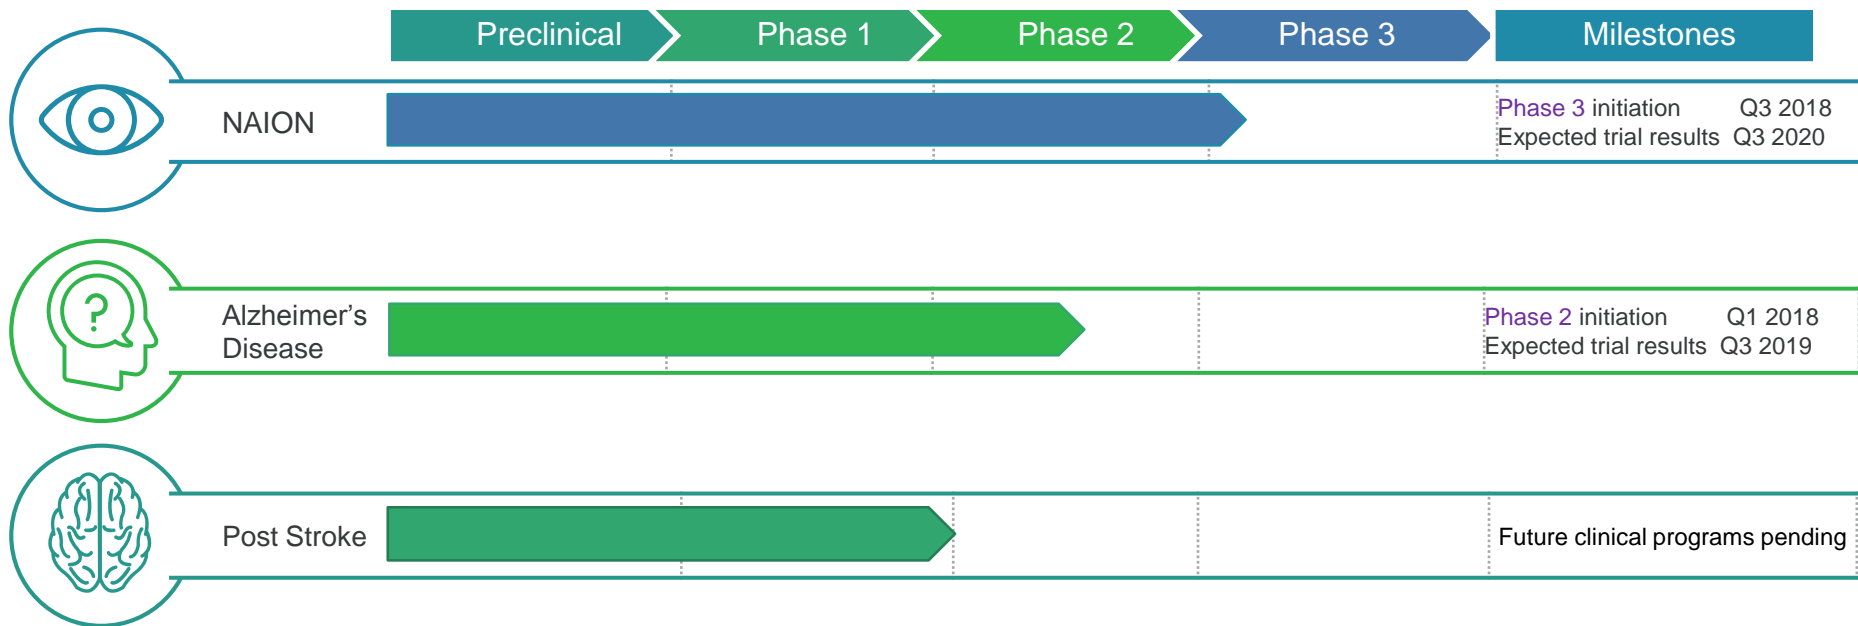 Preclinical Phase 1 Phase 2 Phase 3 Milestones
NAION
Phase 3 initiation Q3 2018
Expected trial results Q3 2020
?
Alzheimer's
Disease
Phase 2 initiation Q1 2018
Expected trial results Q3 2019
Post Stroke
Future clinical programs pending